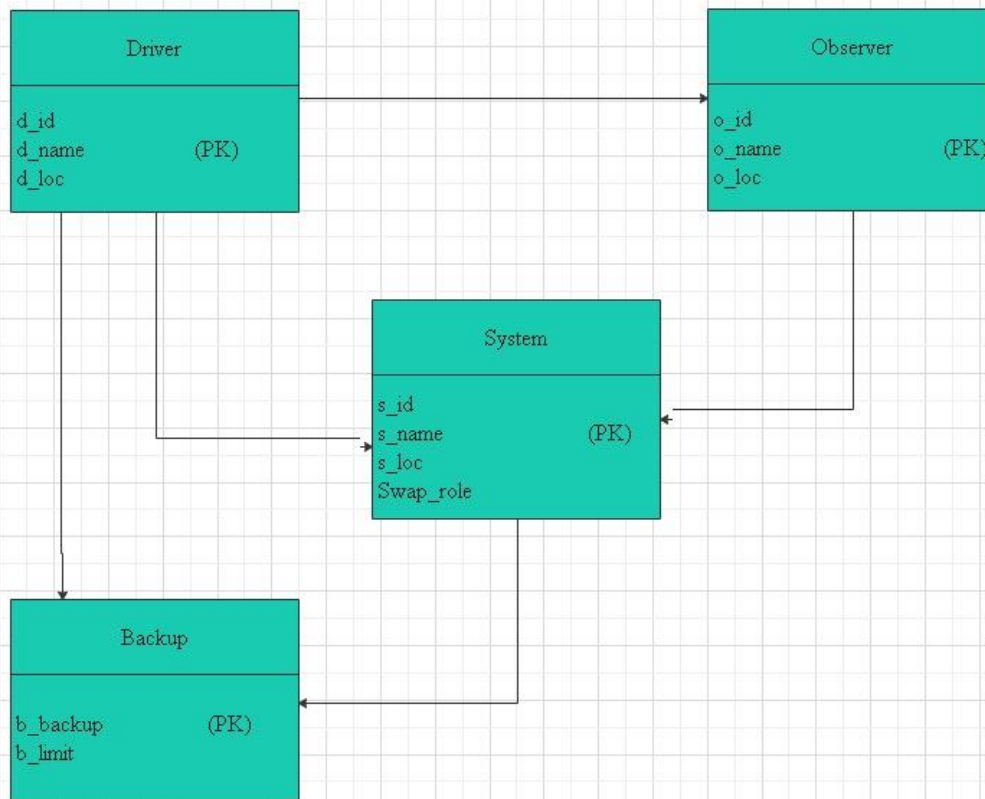 Driver
d_id
d_name (PK)
d_loc
Observer
o_id
o_name (PK)
o_loc
System
s_id
s_name (PK)
s_loc
Swap_role
Backup
b_backup (PK)
b_limit